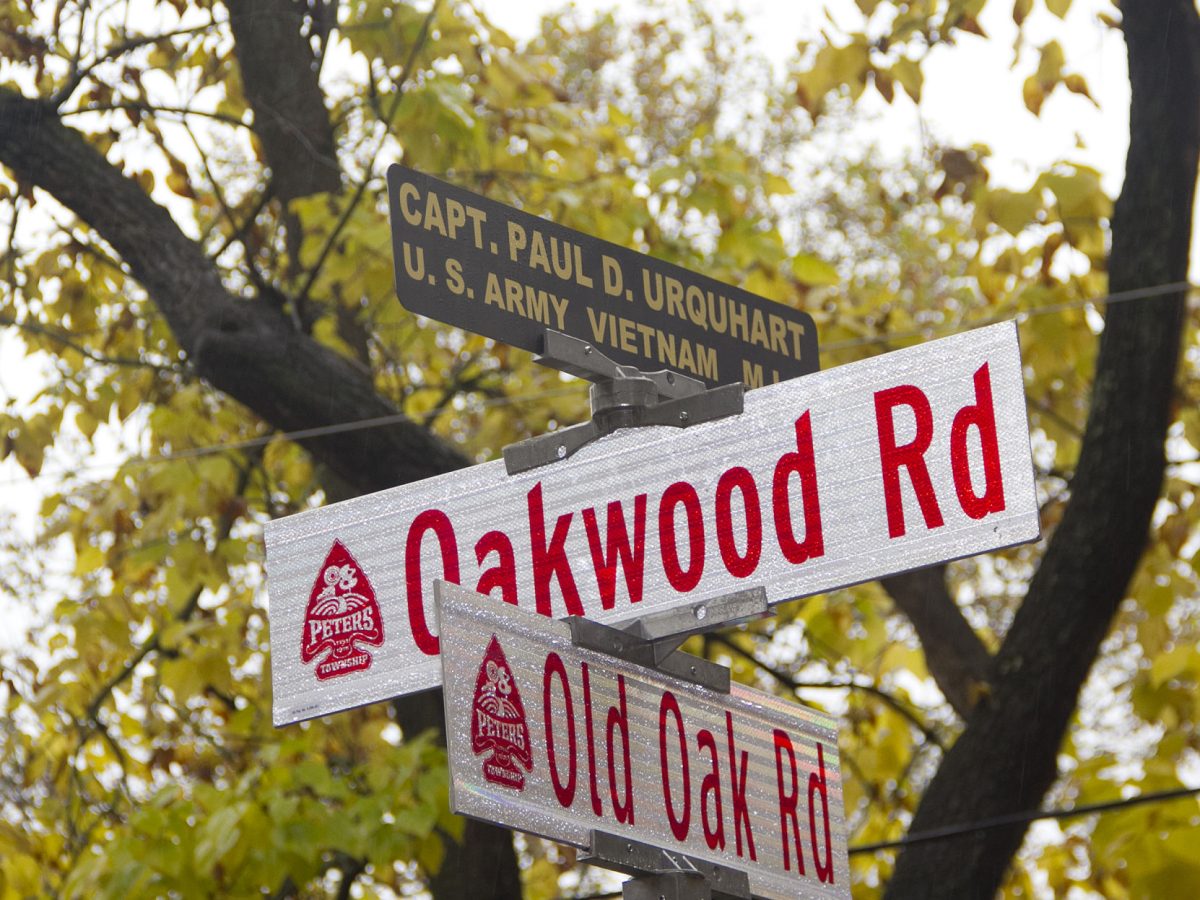 CAPT. PAUL D. URQUHART
U. S. ARMY VIETNAM
Oakwood Rd
PETERS
TOWNSHIP
Old Oak Rd
PETERS
TOWNSHIP